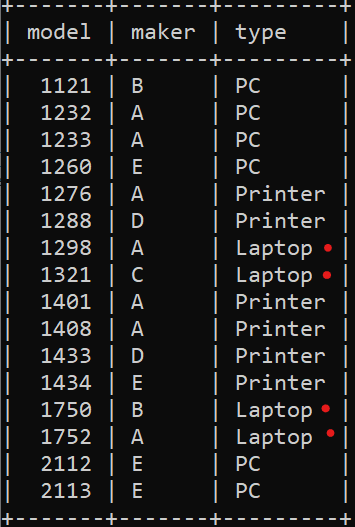 +-------+-------+---------+
| model | maker | type    |
+-------+-------+---------+
|  1121 | B     | PC      |
|  1232 | A     | PC      |
|  1233 | A     | PC      |
|  1260 | E     | PC      |
|  1276 | A     | Printer |
|  1288 | D     | Printer |
|  1298 | A     | Laptop  |
|  1321 | C     | Laptop  |
|  1401 | A     | Printer |
|  1408 | A     | Printer |
|  1433 | D     | Printer |
|  1434 | E     | Printer |
|  1750 | B     | Laptop  |
|  1752 | A     | Laptop  |
|  2112 | E     | PC      |
|  2113 | E     | PC      |
+-------+-------+---------+